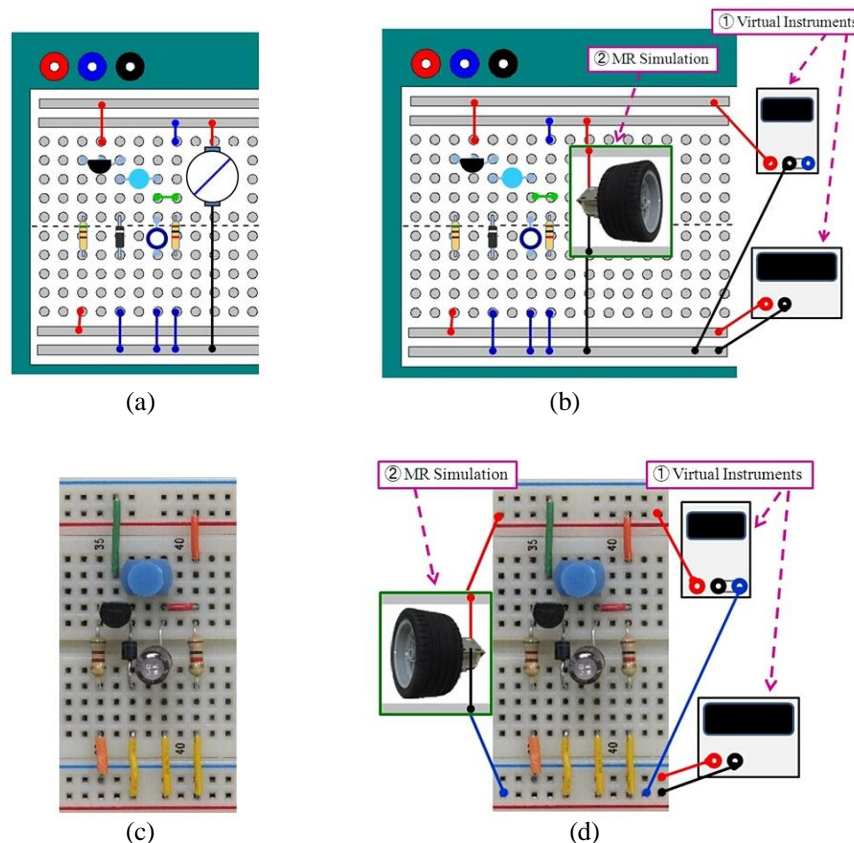 ① Virtual Instruments
② MR Simulation
(a)
(b)
② MR Simulation
① Virtual Instruments
35
40
40
(c)
35
40
40
(d)